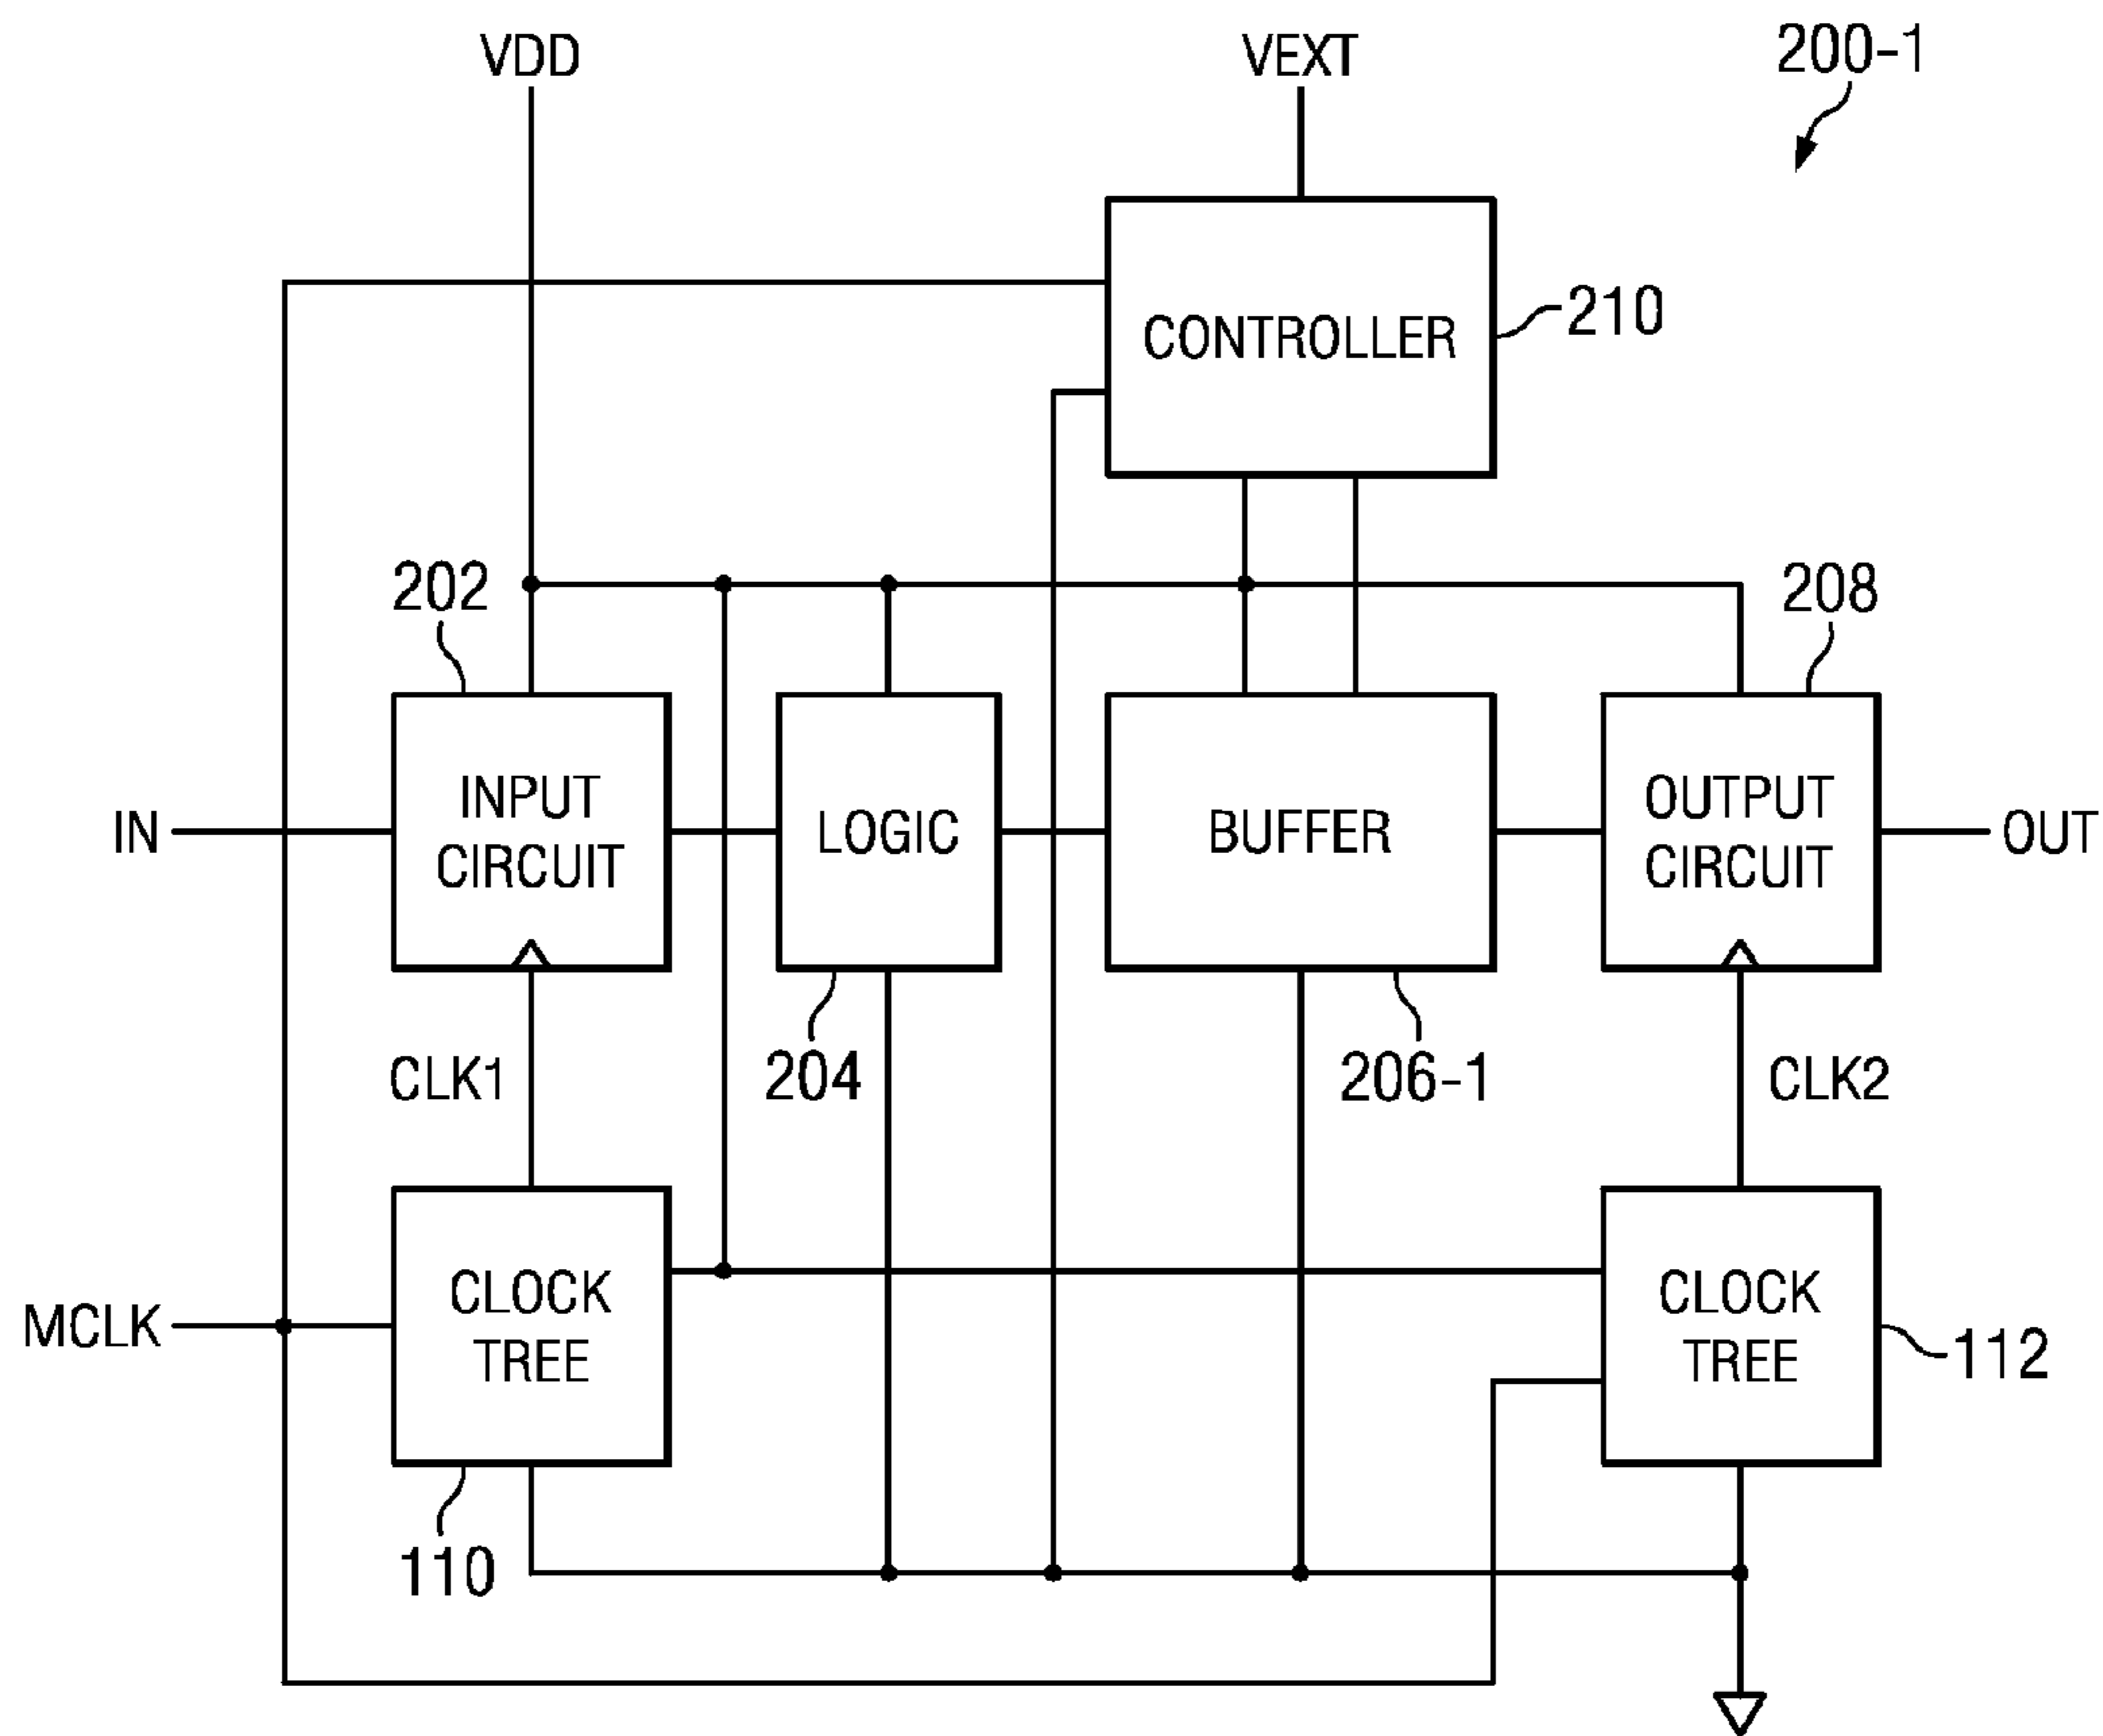 VDD
VEXT
200-1
CONTROLLER
210
202
208
IN
INPUT
CIRCUIT
LOGIC
BUFFER
OUTPUT
CIRCUIT
OUT
CLK1
204
206-1
CLK2
MCLK
CLOCK
TREE
CLOCK
TREE
112
110